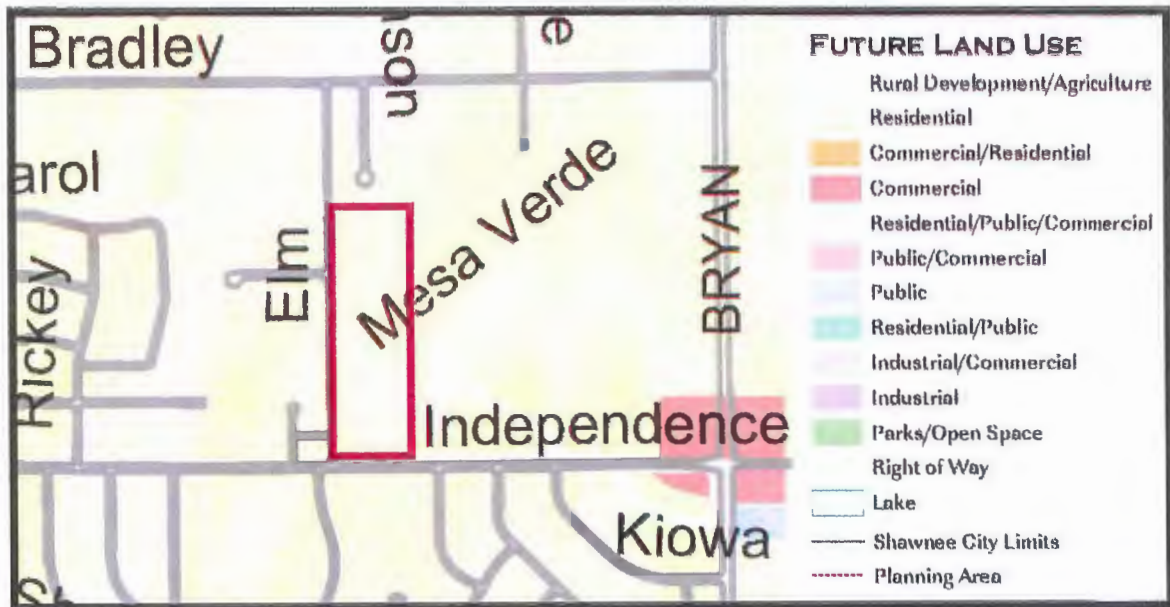 Bradley
son
e
arol
Mesa Verde
Elm
Rickey
BRYAN
Independence
Kiowa
FUTURE LAND USE
Rural Development/Agriculture
Residential
Commercial/Residential
Commercial
Residential/Public/Commercial
Public/Commercial
Public
Residential/Public
Industrial/Commercial
Industrial
Parks/Open Space
Right of Way
Lake
Shawnee City Limits
Planning Area